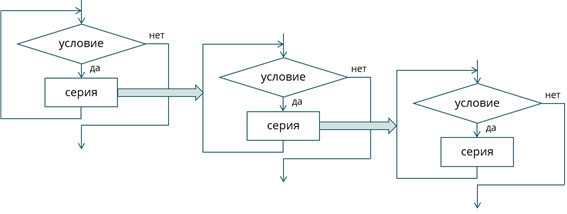 условие
нет
да
серия
условие
нет
да
серия
условие
нет
да
серия